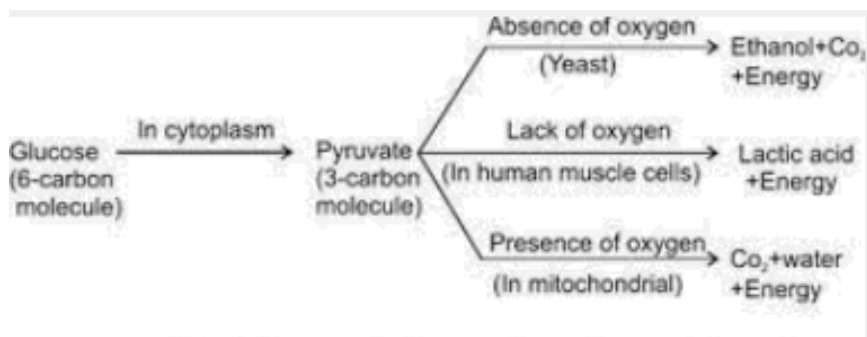 Absence of oxygen
(Yeast)
Ethanol+Co₂
+Energy
In cytoplasm
Glucose
(6-carbon
molecule)
Pyruvate
(3-carbon
molecule)
Lack of oxygen
(In human muscle cells)
Lactic acid
+Energy
Presence of oxygen
(In mitochondrial)
Co₂+water
+Energy